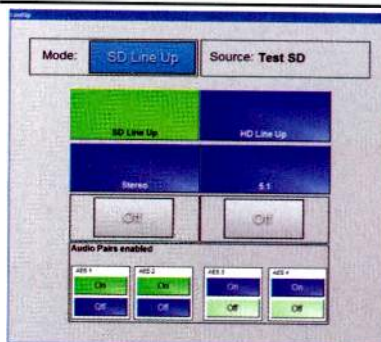 Mode: SD Line Up Source: Test SD
SD Line Up HD Line Up
Stereo 5.1
Off Off
Audio Pairs enabled
AES 1 AES 2 AES 3 AES 4
On On On On
Off Off Off Off